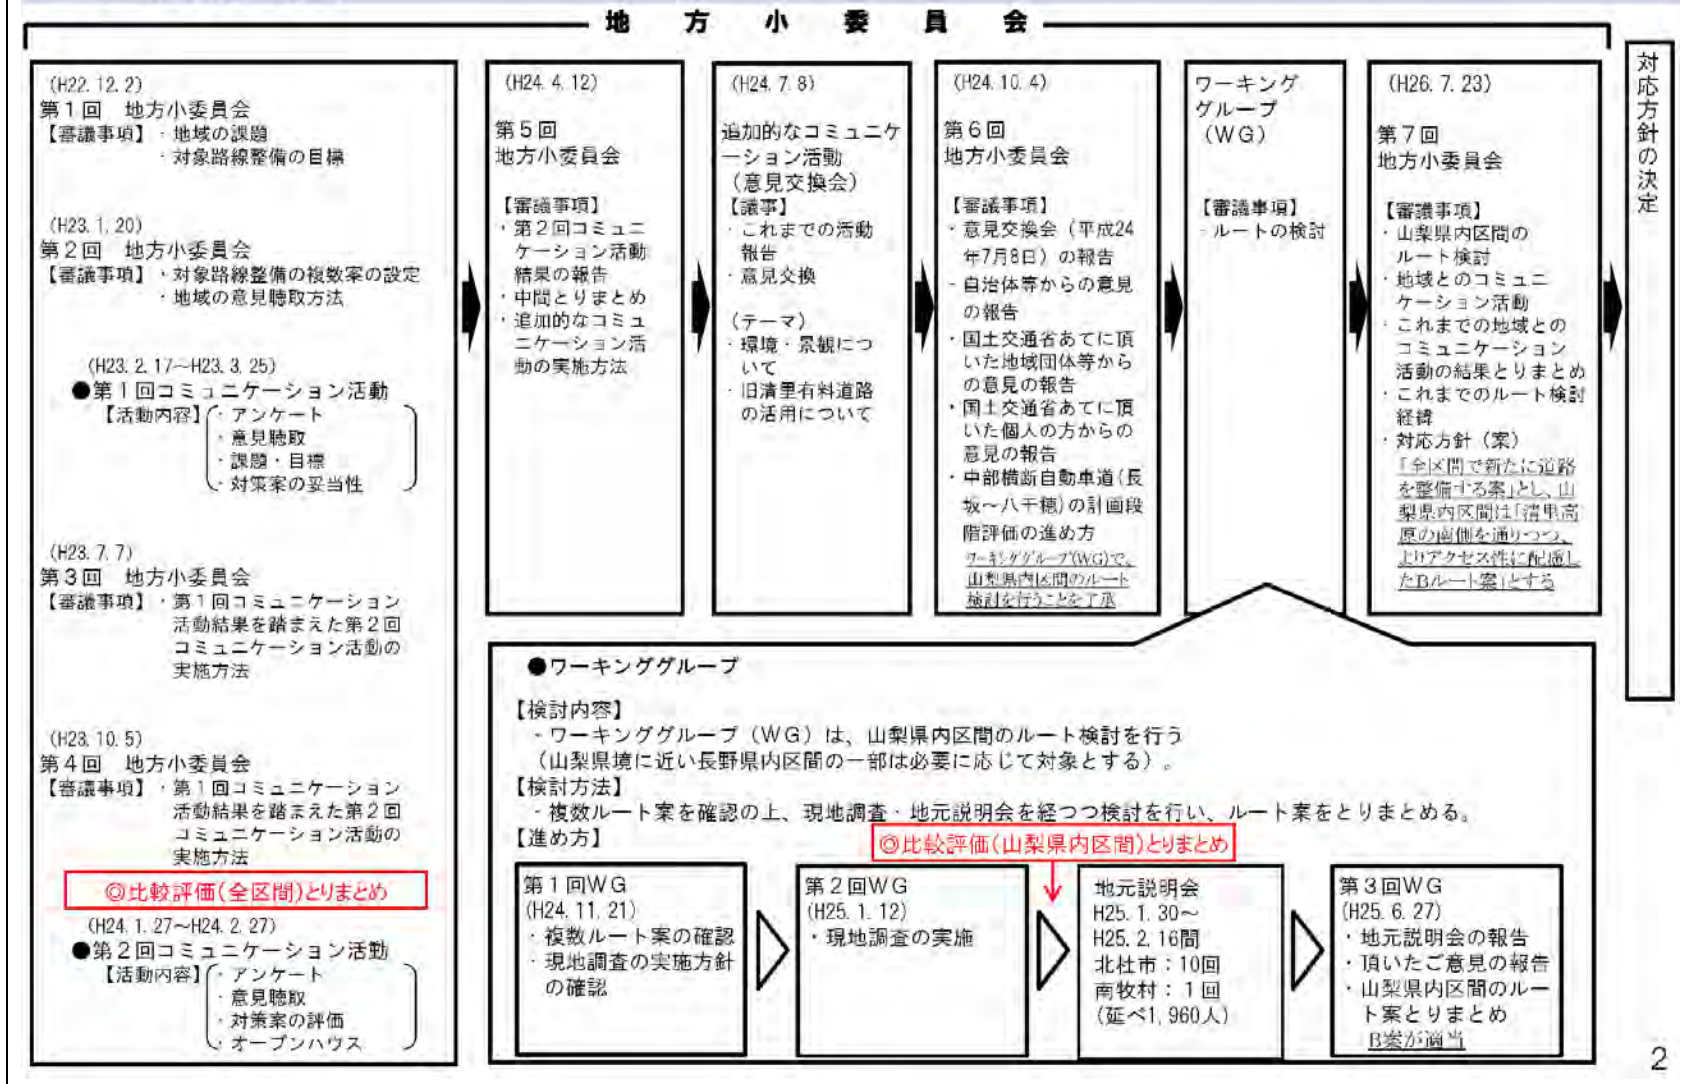 地方小委員会
(H22.12.2)
第1回　地方小委員会
【審議事項】・地域の課題
・対象路線整備の目標
(H23.1.20)
第2回　地方小委員会
【審議事項】・対象路線整備の複数案の設定
・地域の意見聴取方法
(H23.2.17～H23.3.25)
●第1回コミュニケーション活動
【活動内容】・アンケート
・意見聴取
・課題・目標
・対策案の妥当性
(H23.7.7)
第3回　地方小委員会
【審議事項】・第1回コミュニケーション
活動結果を踏まえた第2回
コミュニケーション活動の
実施方法
(H23.10.5)
第4回　地方小委員会
【審議事項】・第1回コミュニケーション
活動結果を踏まえた第2回
コミュニケーション活動の
実施方法
◎比較評価(全区間)とりまとめ
(H24.1.27～H24.2.27)
●第2回コミュニケーション活動
【活動内容】・アンケート
・意見聴取
・対策案の評価
・オープンハウス
(H24.4.12)
第5回
地方小委員会
【審議事項】
・第2回コミュニ
ケーション活動
結果の報告
・中間とりまとめ
・追加的なコミュ
ニケーション活
動の実施方法
(H24.7.8)
追加的なコミュニケ
ーション活動
（意見交換会）
【議事】
・これまでの活動
報告
・意見交換
（テーマ）
・環境・景観につ
いて
・旧清里有料道路
の活用について
(H24.10.4)
第6回
地方小委員会
【審議事項】
・意見交換会（平成24
年7月8日）の報告
・自治体等からの意見
の報告
・国土交通省あてに頂
いた地域団体等から
の意見の報告
・国土交通省あてに頂
いた個人の方からの
意見の報告
・中部横断自動車道(長
坂～八千穂)の計画段
階評価の進め方
ワーキンググループ(WG)で、
山梨県内区間のルート
検討を行うことを了承
ワーキング
グループ
（WG）
【審議事項】
・ルートの検討
(H26.7.23)
第7回
地方小委員会
【審議事項】
・山梨県内区間の
ルート検討
・地域とのコミュニ
ケーション活動
・これまでの地域との
コミュニケーション
活動の結果とりまとめ
・これまでのルート検討
経緯
・対応方針（案）
「全区間で新たに道路
を整備する案」とし、山
梨県内区間は「清里高
原の南側を通りつつ、
よりアクセス性に配慮し
たBルート案」とする
対応方針の決定
●ワーキンググループ
【検討内容】
・ワーキンググループ（WG）は、山梨県内区間のルート検討を行う
（山梨県境に近い長野県内区間の一部は必要に応じて対象とする）。
【検討方法】
・複数ルート案を確認の上、現地調査・地元説明会を経つつ検討を行い、ルート案をとりまとめる。
【進め方】
◎比較評価(山梨県内区間)とりまとめ
第1回WG
(H24.11.21)
・複数ルート案の確認
・現地調査の実施方針
の確認
第2回WG
(H25.1.12)
・現地調査の実施
地元説明会
H25.1.30～
H25.2.16間
北杜市：10回
南牧村：1回
(延べ1,960人)
第3回WG
(H25.6.27)
・地元説明会の報告
・頂いたご意見の報告
・山梨県内区間のルー
ト案とりまとめ
B案が適当
2